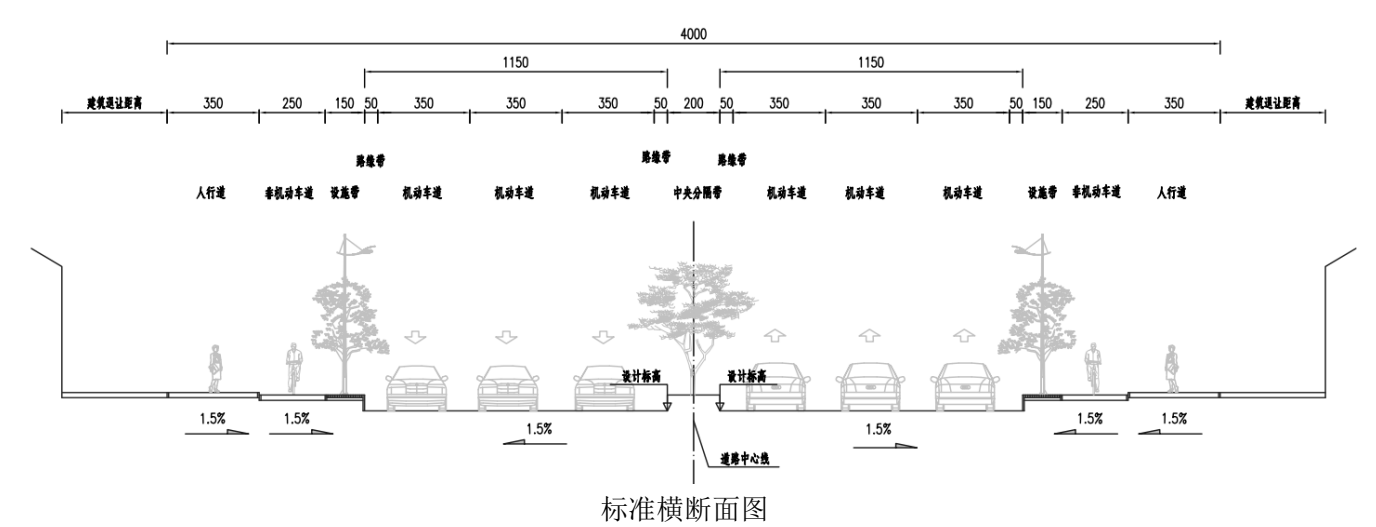 4000
1150 1150
建筑退让距离 350 250 150 50 350 350 350 50 200 50 350 350 350 50 150 250 350 建筑退让距离
路缘带 路缘带 路缘带
人行道 非机动车道 设施带 机动车道 机动车道 机动车道 中央分隔带 机动车道 机动车道 机动车道 设施带 非机动车道 人行道
设计标高 设计标高
1.5% 1.5% 1.5% 1.5% 1.5% 1.5%
道路中心线
标准横断面图